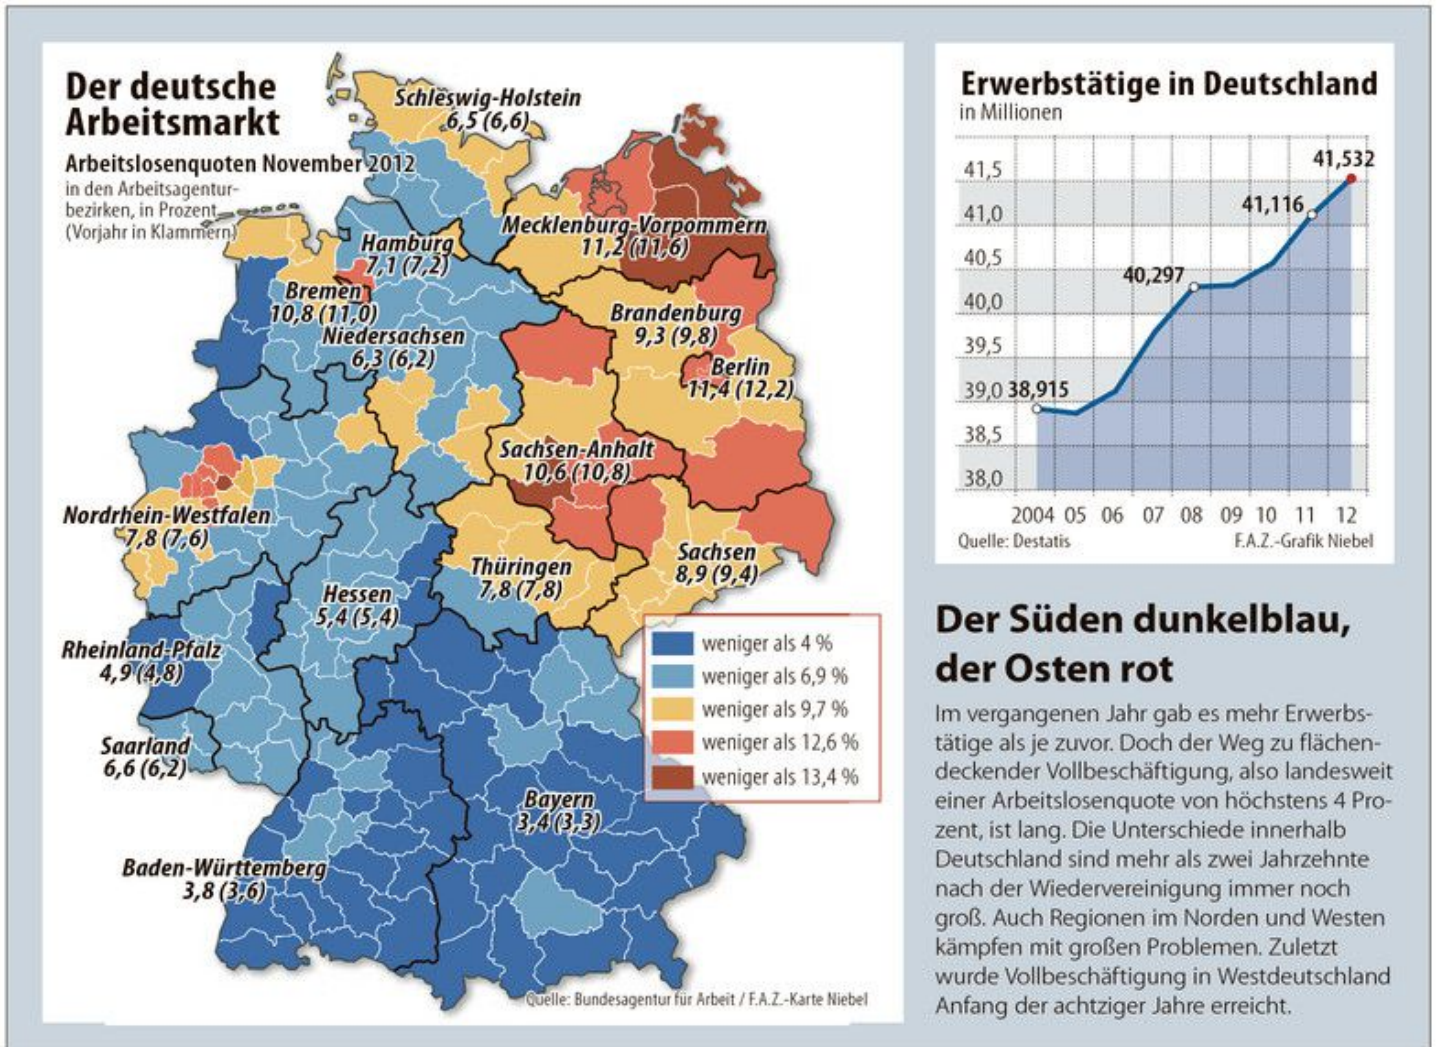 Der deutsche
Arbeitsmarkt
Arbeitslosenquoten November 2012
in den Arbeitsagentur-
bezirken, in Prozent
(Vorjahr in Klammern)
Schleswig-Holstein
6,5 (6,6)
Mecklenburg-Vorpommern
11,2 (11,6)
Hamburg
7,1 (7,2)
Bremen
10,8 (11,0)
Niedersachsen
6,3 (6,2)
Brandenburg
9,3 (9,8)
Berlin
11,4 (12,2)
Sachsen-Anhalt
10,6 (10,8)
Nordrhein-Westfalen
7,8 (7,6)
Thüringen
7,8 (7,8)
Sachsen
8,9 (9,4)
Hessen
5,4 (5,4)
Rheinland-Pfalz
4,9 (4,8)
Saarland
6,6 (6,2)
Bayern
3,4 (3,3)
Baden-Württemberg
3,8 (3,6)
weniger als 4 %
weniger als 6,9 %
weniger als 9,7 %
weniger als 12,6 %
weniger als 13,4 %
Quelle: Bundesagentur für Arbeit / F.A.Z.-Karte Niebel
Erwerbstätige in Deutschland
in Millionen
41,532
41,5
41,116
41,0
40,5
40,297
40,0
39,5
39,0
38,915
38,5
38,0
2004 05 06 07 08 09 10 11 12
Quelle: Destatis
F.A.Z.-Grafik Niebel
Der Süden dunkelblau,
der Osten rot
Im vergangenen Jahr gab es mehr Erwerbs-
tätige als je zuvor. Doch der Weg zu flächen-
deckender Vollbeschäftigung, also landesweit
einer Arbeitslosenquote von höchstens 4 Pro-
zent, ist lang. Die Unterschiede innerhalb
Deutschland sind mehr als zwei Jahrzehnte
nach der Wiedervereinigung immer noch
groß. Auch Regionen im Norden und Westen
kämpfen mit großen Problemen. Zuletzt
wurde Vollbeschäftigung in Westdeutschland
Anfang der achtziger Jahre erreicht.